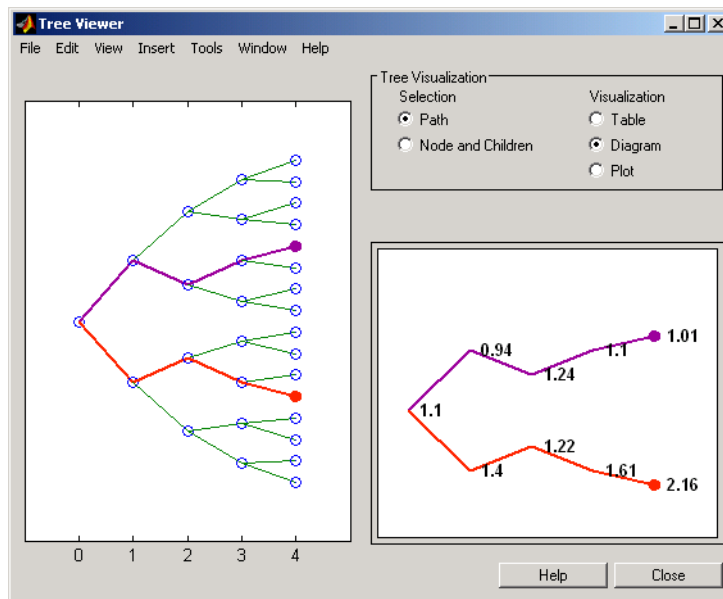 Tree Viewer
File Edit View Insert Tools Window Help
Tree Visualization
Selection Visualization
Path Table
Node and Children Diagram
Plot
0 1 2 3 4
1.1
0.94
1.24
1.1
1.01
1.4
1.22
1.61
2.16
Help Close